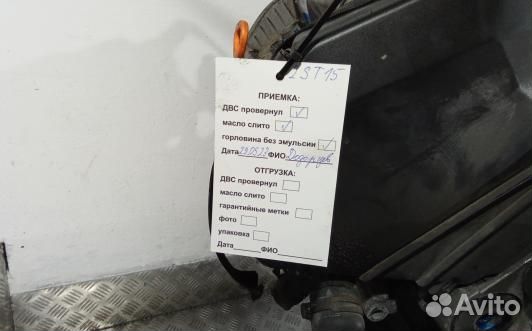 2ST15
ПРИЕМКА:
ДВС провернул
масло слито
горловина без эмульсии
Дата ФИО
ОТГРУЗКА:
ДВС провернул
масло слито
гарантийные метки
фото
упаковка
Дата ФИО
Avito